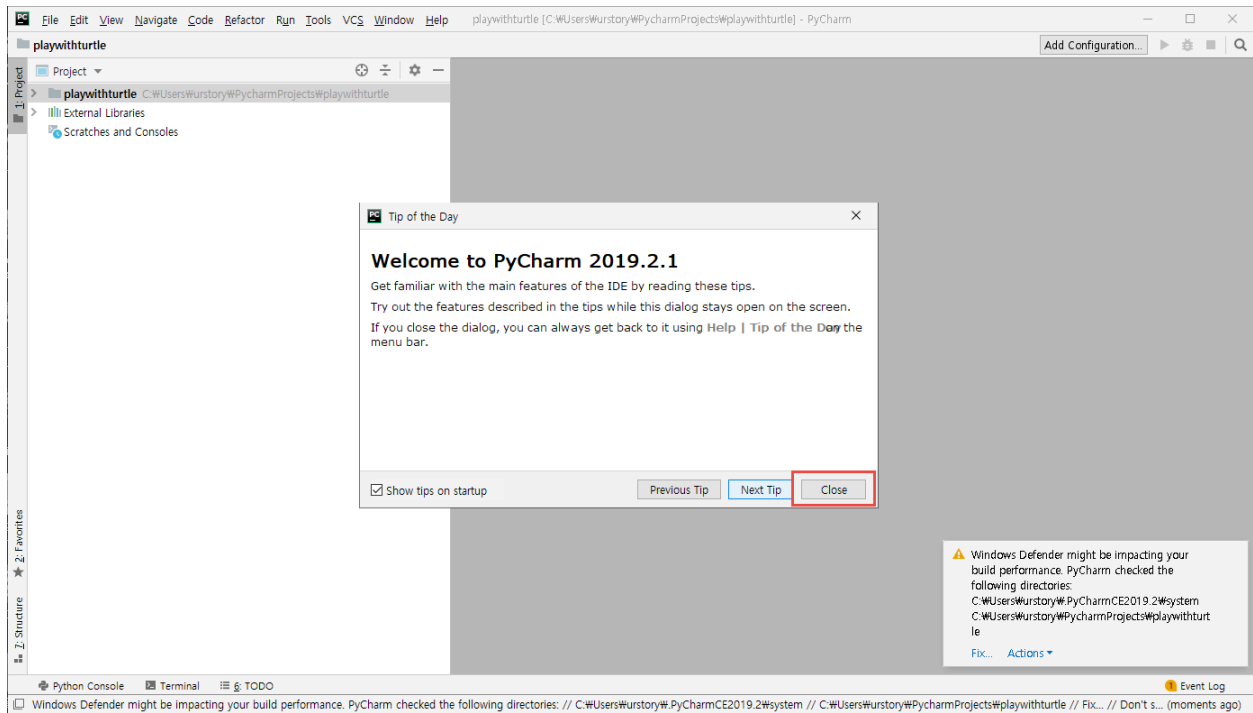 PC File Edit View Navigate Code Refactor Run Tools VCS Window Help playwithturtle [C:₩Users₩urstory₩PycharmProjects₩playwithturtle] - PyCharm
playwithturtle
Add Configuration...
1: Project
Project
playwithturtle C:₩Users₩urstory₩PycharmProjects₩playwithturtle
External Libraries
Scratches and Consoles
PC Tip of the Day
Welcome to PyCharm 2019.2.1
Get familiar with the main features of the IDE by reading these tips.
Try out the features described in the tips while this dialog stays open on the screen.
If you close the dialog, you can always get back to it using Help | Tip of the Day on the
menu bar.
Show tips on startup
Previous Tip
Next Tip
Close
2: Favorites
7: Structure
Windows Defender might be impacting your
build performance. PyCharm checked the
following directories:
C:₩Users₩urstory₩.PyCharmCE2019.2₩system
C:₩Users₩urstory₩PycharmProjects₩playwithturt
le
Fix... Actions
Python Console Terminal 6: TODO
1 Event Log
Windows Defender might be impacting your build performance. PyCharm checked the following directories: // C:₩Users₩urstory₩.PyCharmCE2019.2₩system // C:₩Users₩urstory₩PycharmProjects₩playwithturtle // Fix... // Don't s... (moments ago)